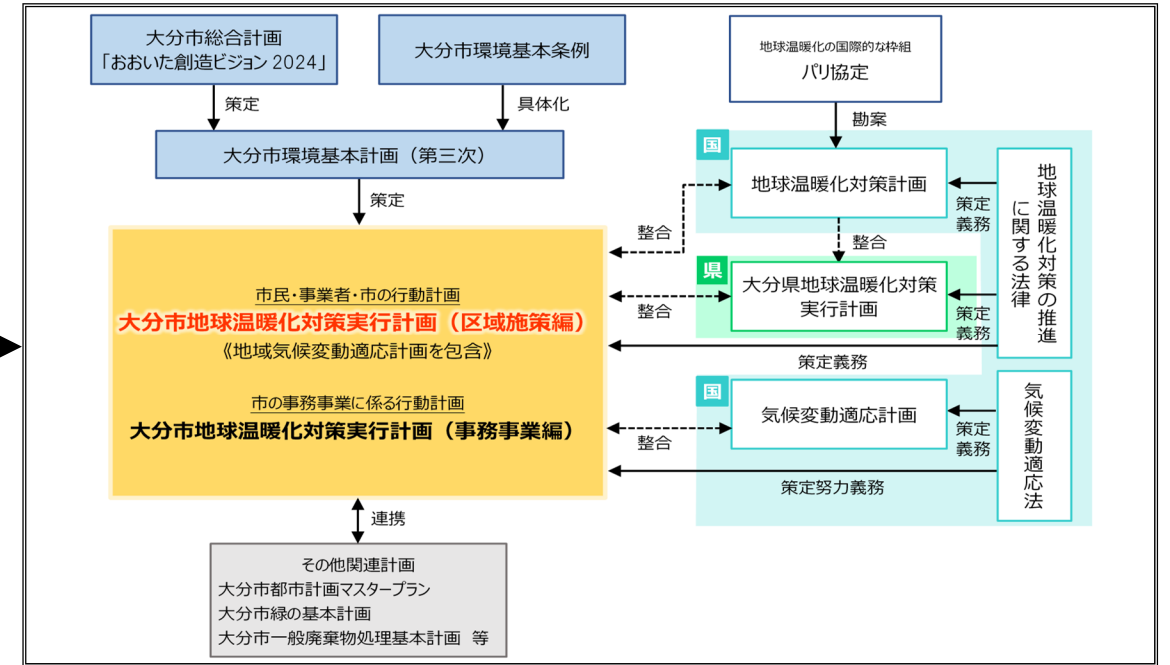 大分市総合計画
「おおいた創造ビジョン 2024」
大分市環境基本条例
地球温暖化の国際的な枠組
パリ協定
策定
具体化
勘案
大分市環境基本計画（第三次）
国
地球温暖化対策計画
策定
義務
地球温暖化対策の推進
に関する法律
策定
整合
整合
県
大分県地球温暖化対策
実行計画
策定
義務
整合
市民・事業者・市の行動計画
大分市地球温暖化対策実行計画（区域施策編）
《地域気候変動適応計画を包含》
策定義務
市の事務事業に係る行動計画
大分市地球温暖化対策実行計画（事務事業編）
国
気候変動適応計画
策定
義務
気候変動適応法
整合
策定努力義務
連携
その他関連計画
大分市都市計画マスタープラン
大分市緑の基本計画
大分市一般廃棄物処理基本計画 等